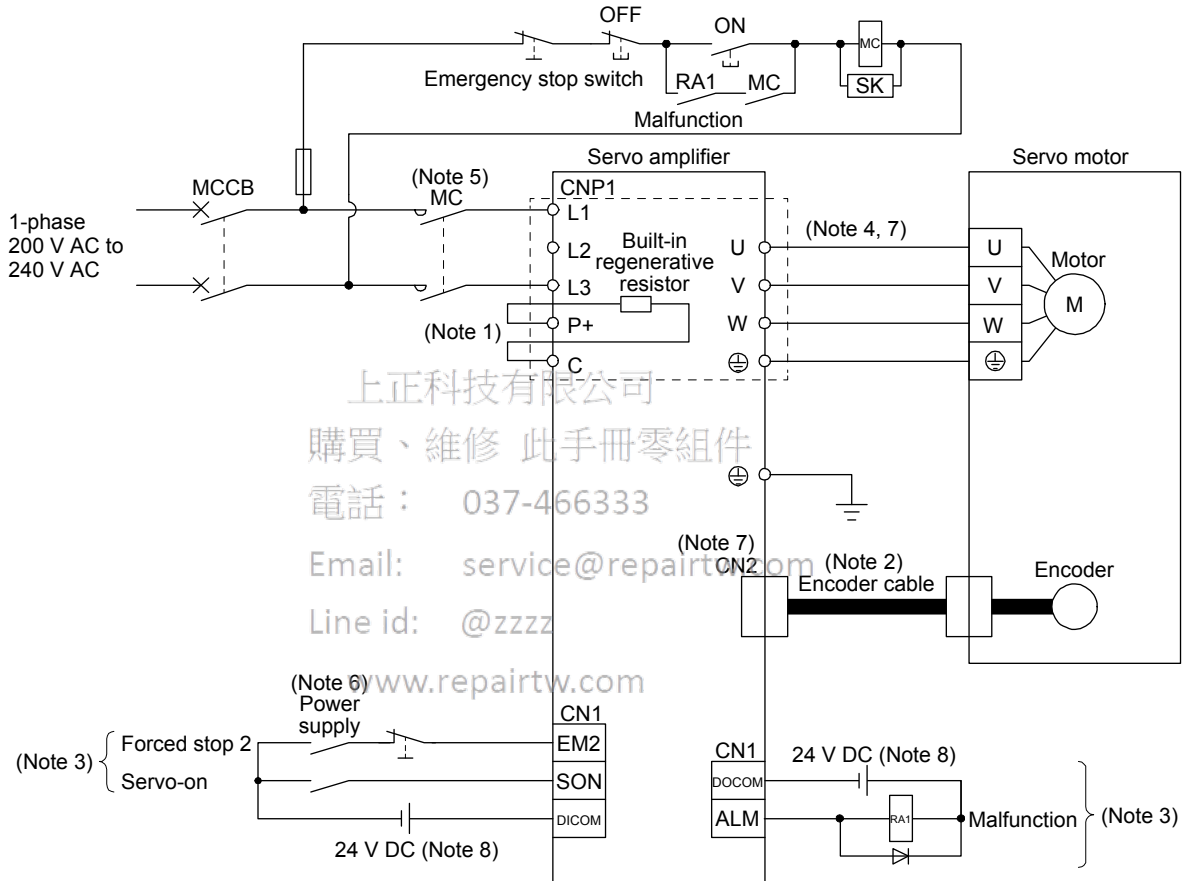 OFF
ON
MC
Emergency stop switch
RA1
MC
SK
Malfunction
Servo amplifier
Servo motor
MCCB
(Note 5)
MC
CNP1
1-phase
200 V AC to
240 V AC
L1
L2
L3
Built-in
regenerative
resistor
(Note 1)
P+
C
U
V
W
(Note 4, 7)
U
V
W
Motor
M
上正科技有限公司
購買、維修 此手冊零組件
電話： 037-466333
Email: service@repairtw.com
Line id: @zzzz
www.repairtw.com
(Note 7)
CN2
(Note 2)
Encoder cable
Encoder
(Note 6)
Power
supply
(Note 3)
Forced stop 2
Servo-on
CN1
EM2
SON
DICOM
24 V DC (Note 8)
CN1
DOCOM
ALM
24 V DC (Note 8)
RA1
Malfunction
(Note 3)